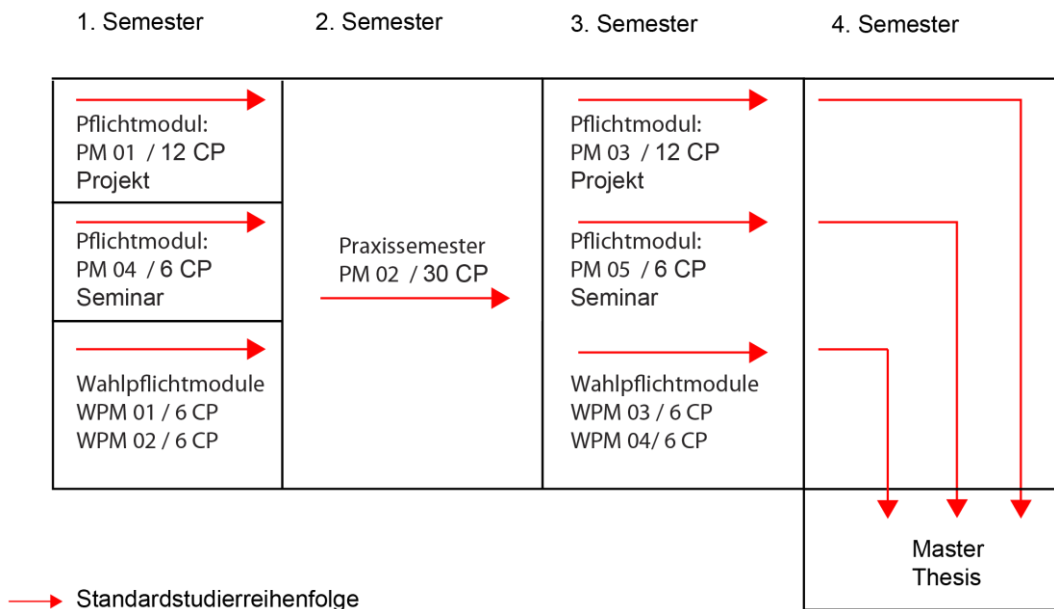 1. Semester
2. Semester
3. Semester
4. Semester
Pflichtmodul:
PM 01 / 12 CP
Projekt
Pflichtmodul:
PM 04 / 6 CP
Seminar
Wahlpflichtmodule
WPM 01 / 6 CP
WPM 02 / 6 CP
Praxissemester
PM 02 / 30 CP
Pflichtmodul:
PM 03 / 12 CP
Projekt
Pflichtmodul:
PM 05 / 6 CP
Seminar
Wahlpflichtmodule
WPM 03 / 6 CP
WPM 04/ 6 CP
Master
Thesis
Standardstudierreihenfolge